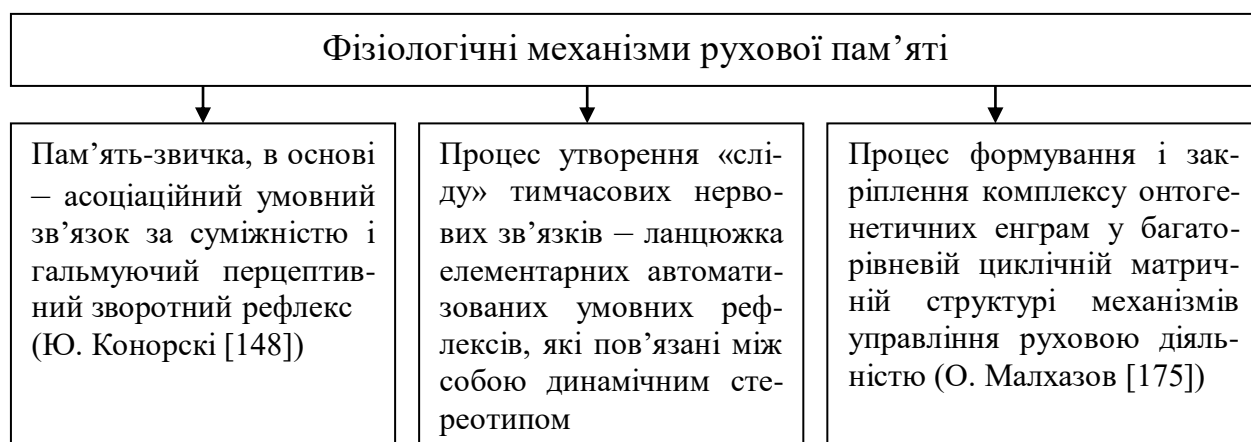 Фізіологічні механізми рухової пам’яті
Пам’ять-звичка, в основі
– асоціаційний умовний
зв’язок за суміжністю і
гальмуючий перцептив-
ний зворотний рефлекс
(Ю. Конорскі [148])
Процес утворення «слі-
ду» тимчасових нерво-
вих зв’язків – ланцюжка
елементарних автомати-
зованих умовних реф-
лексів, які пов’язані між
собою динамічним сте-
реотипом
Процес формування і зак-
ріплення комплексу онтоге-
нетичних енграм у багато-
рівневій циклічній матрич-
ній структурі механізмів
управління руховою діяль-
ністю (О. Малхазов [175])